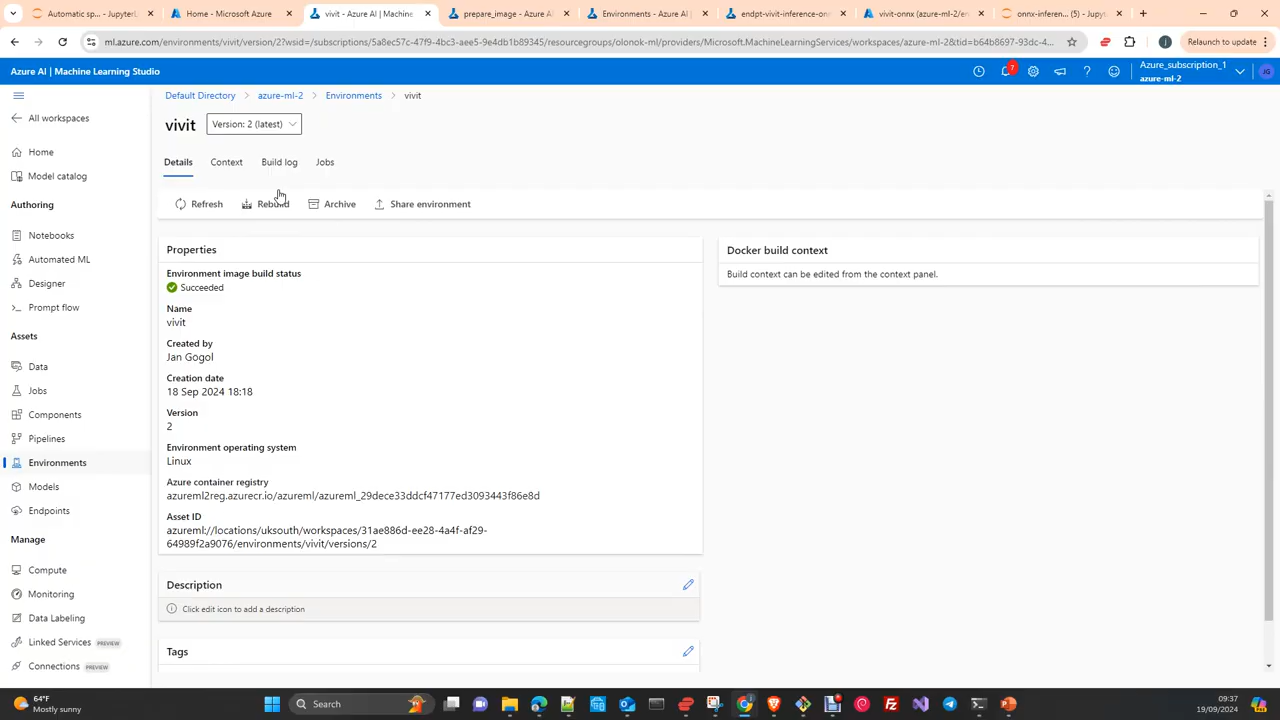 Automatic sp - JupyterL
Home - Microsoft Azure
vivit - Azure AI | Machine
prepare_image - Azure AI
Environments - Azure AI |
endpt-vivit-inference-onn
vivit-onnx (azure-ml-2/en
onnx-inferen... (5) - Jupyt
ml.azure.com/environments/vivit/version/2?wsid=/subscriptions/5a8ec57c-47f9-4bc3-aee5-9e4db1b89345/resourcegroups/olonok-ml/providers/Microsoft.MachineLearningServices/workspaces/azure-ml-2&tid=b64b8697-93dc-4...
Relaunch to update
Azure AI | Machine Learning Studio
7
Azure_subscription_1
azure-ml-2
JG
All workspaces
Home
Model catalog
Authoring
Notebooks
Automated ML
Designer
Prompt flow
Assets
Data
Jobs
Components
Pipelines
Environments
Models
Endpoints
Manage
Compute
Monitoring
Data Labeling
Linked Services PREVIEW
Connections PREVIEW
Default Directory > azure-ml-2 > Environments > vivit
vivit
Version: 2 (latest)
Details Context Build log Jobs
Refresh Rebuild Archive Share environment
Properties
Environment image build status
Succeeded
Name
vivit
Created by
Jan Gogol
Creation date
18 Sep 2024 18:18
Version
2
Environment operating system
Linux
Azure container registry
azureml2reg.azurecr.io/azureml/azureml_29dece33ddcf47177ed3093443f86e8d
Asset ID
azureml://locations/uksouth/workspaces/31ae886d-ee28-4a4f-af29-
64989f2a9076/environments/vivit/versions/2
Docker build context
Build context can be edited from the context panel.
Description
Click edit icon to add a description
Tags
64°F
Mostly sunny
Search
09:37
19/09/2024